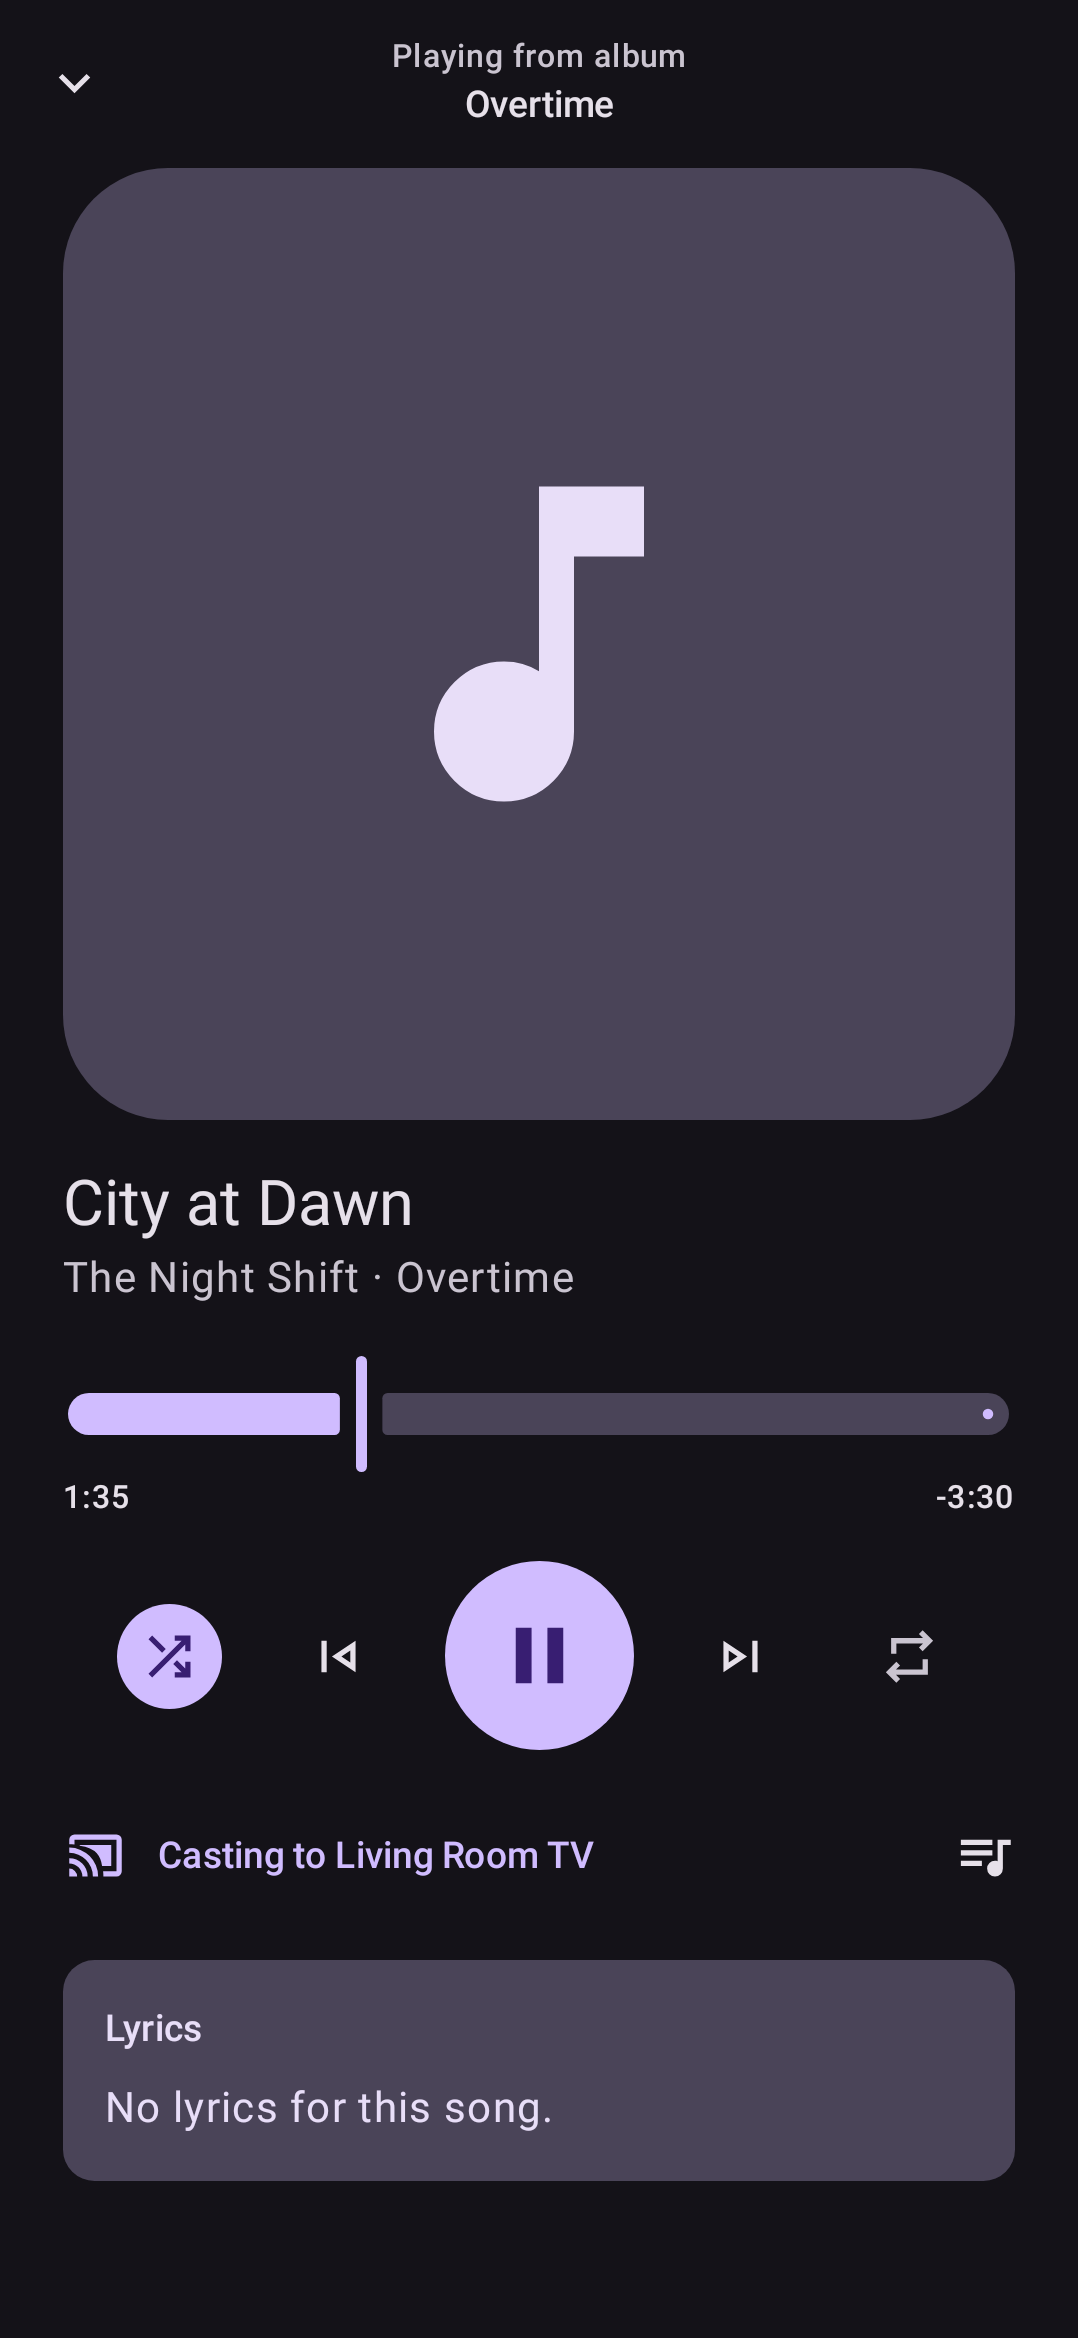 Playing from album
Overtime
City at Dawn
The Night Shift · Overtime
1:35
-3:30
Casting to Living Room TV
Lyrics
No lyrics for this song.